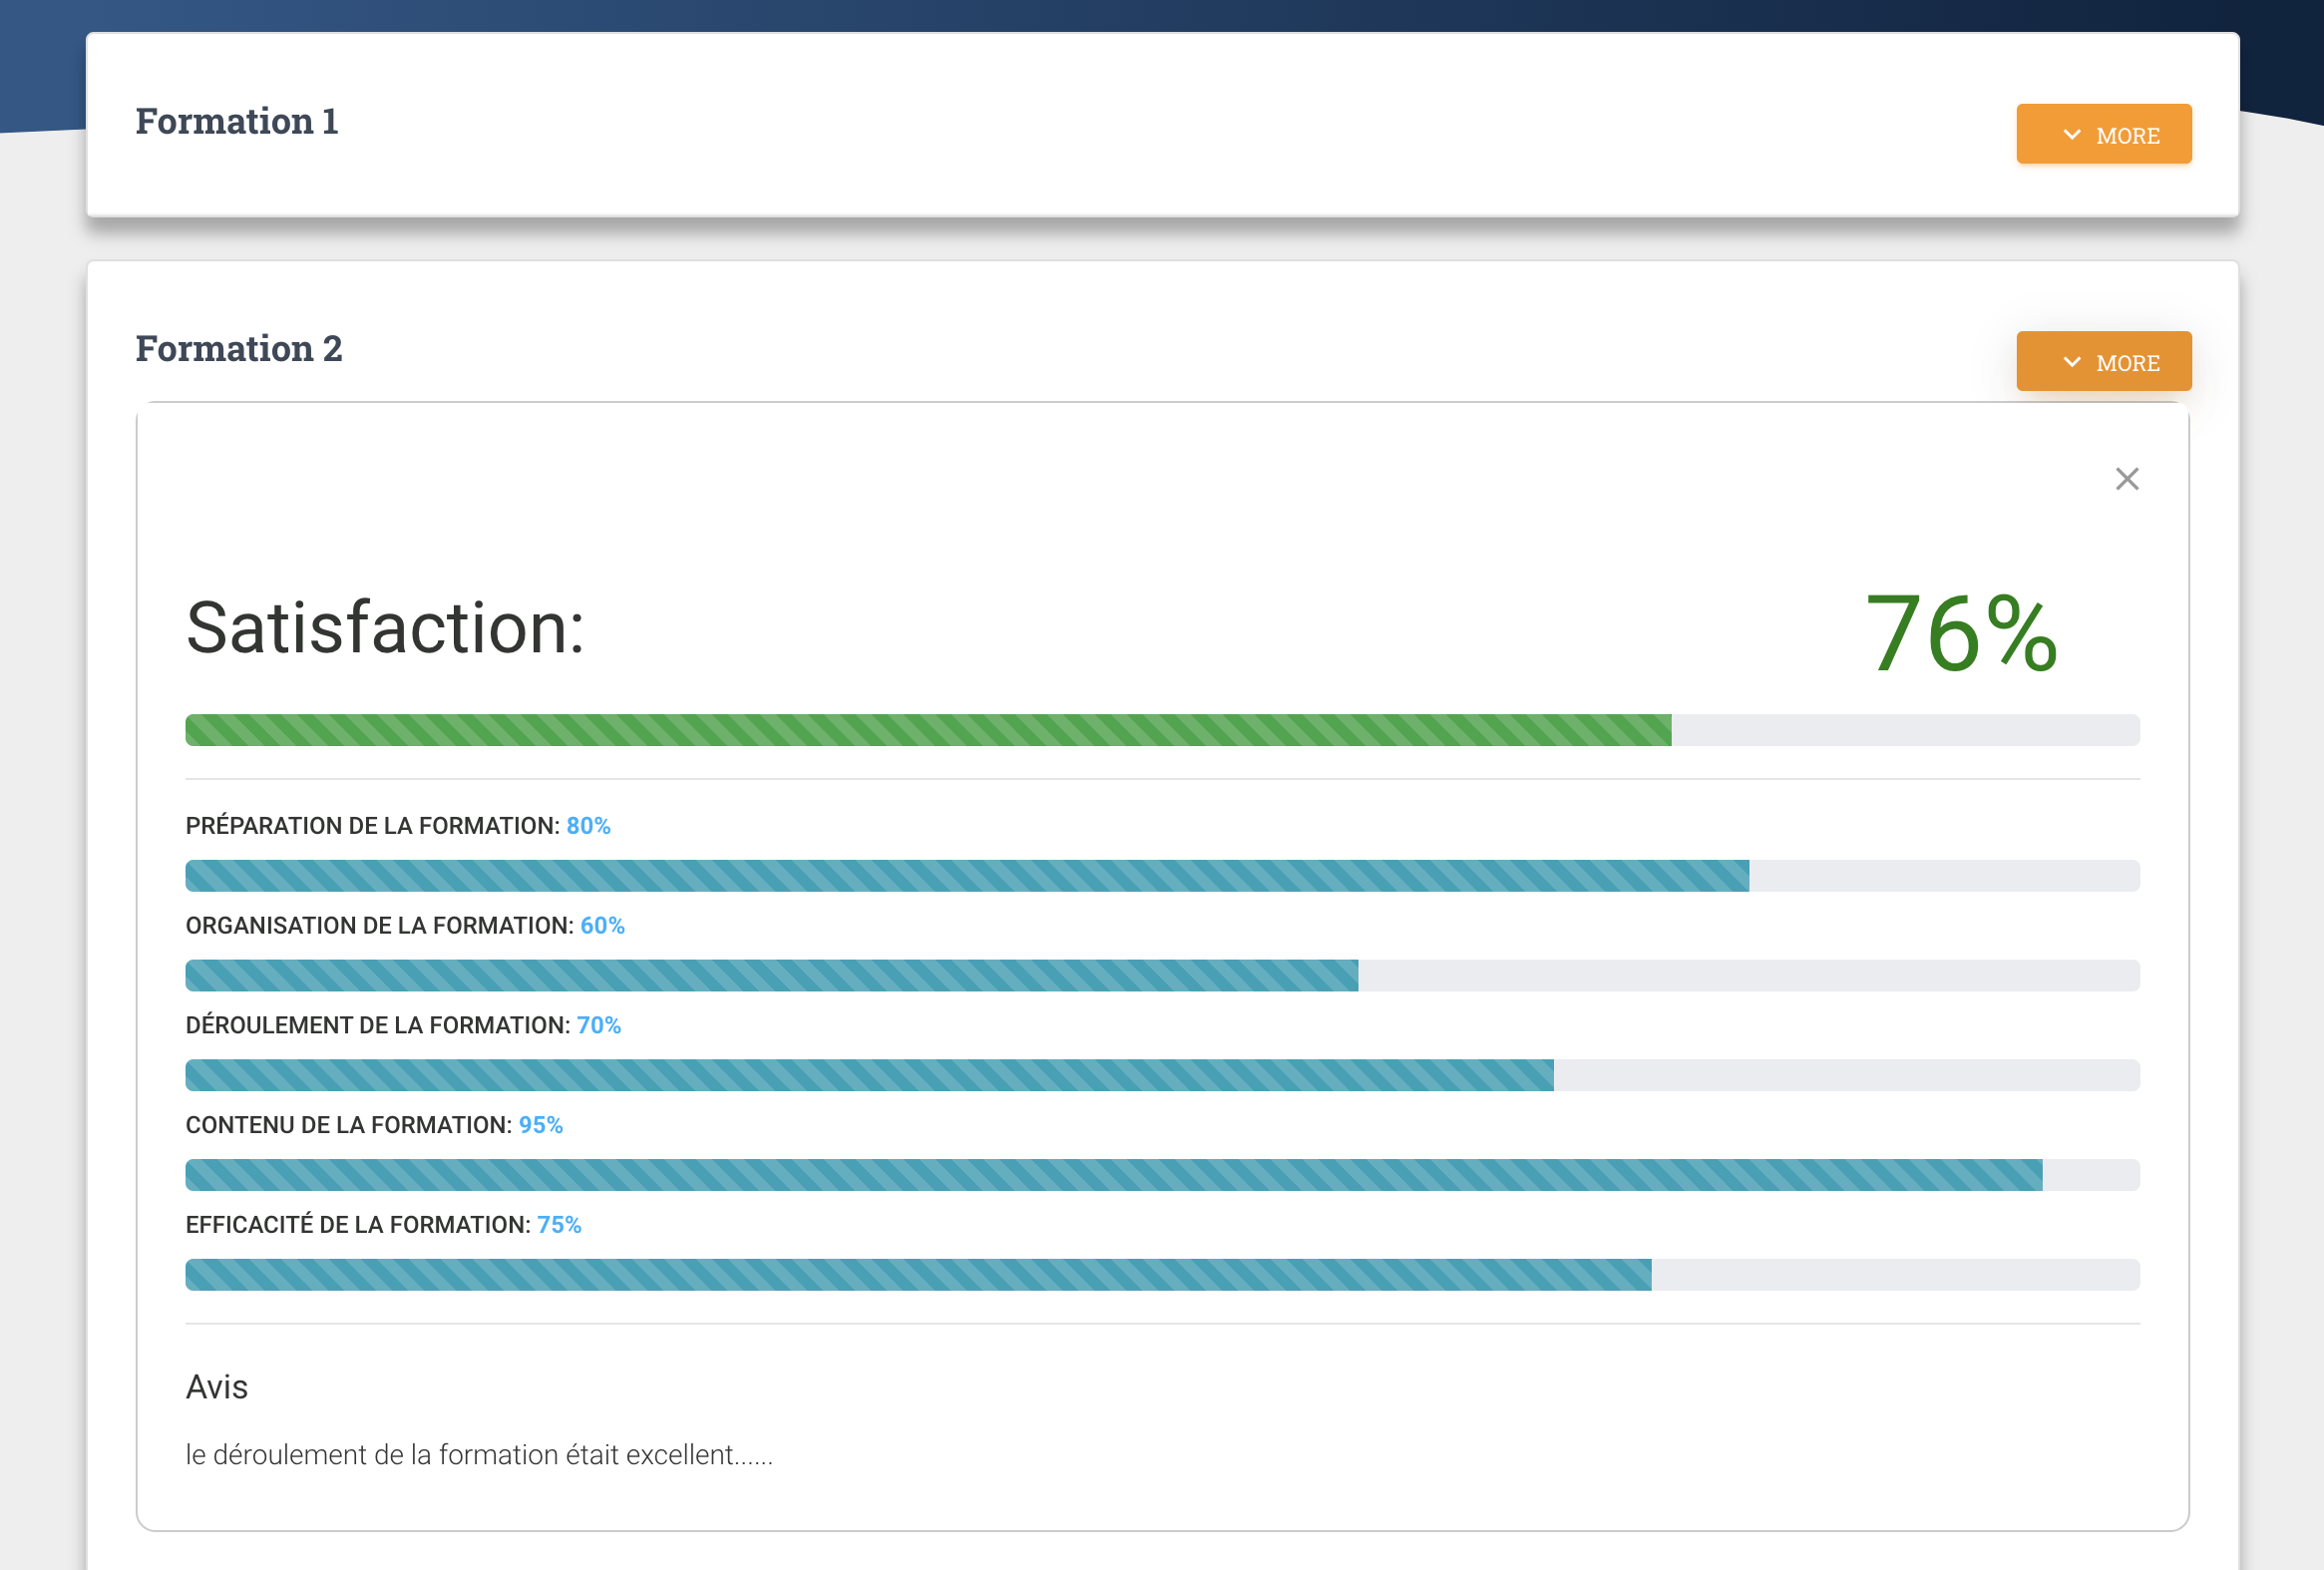 Formation 1
MORE
Formation 2
MORE
Satisfaction:
76%
PRÉPARATION DE LA FORMATION: 80%
ORGANISATION DE LA FORMATION: 60%
DÉROULEMENT DE LA FORMATION: 70%
CONTENU DE LA FORMATION: 95%
EFFICACITÉ DE LA FORMATION: 75%
Avis
le déroulement de la formation était excellent......